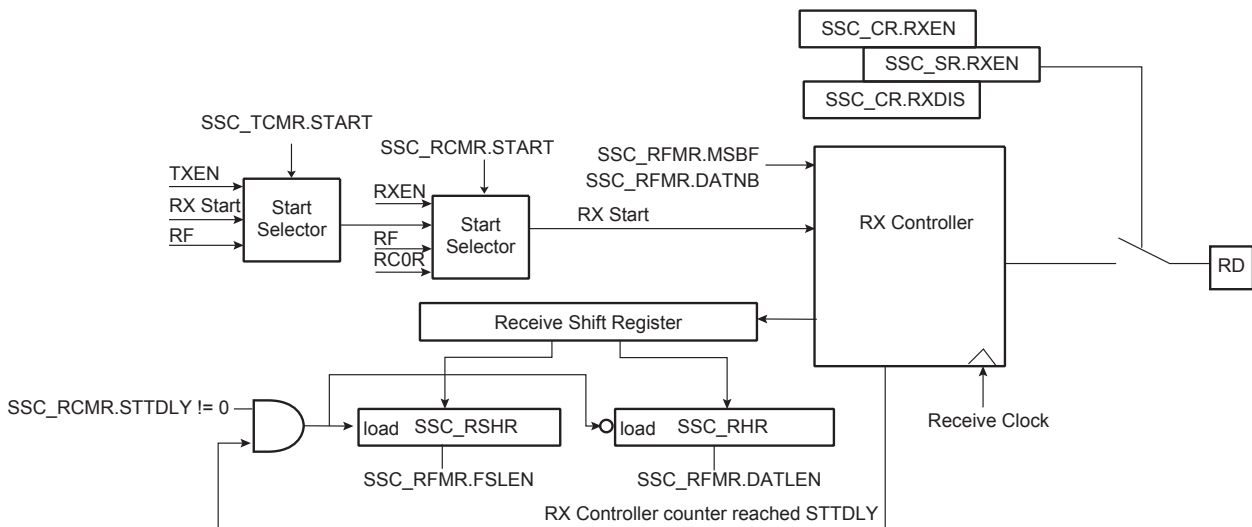 SSC_CR.RXEN
SSC_SR.RXEN
SSC_CR.RXDIS
SSC_TCMR.START
SSC_RCMR.START
SSC_RFMR.MSBF
SSC_RFMR.DATNB
TXEN
RX Start
RF
Start
Selector
RXEN
RF
RC0R
Start
Selector
RX Start
RX Controller
RD
Receive Shift Register
SSC_RCMR.STTDLY != 0
load SSC_RSHR
load SSC_RHR
Receive Clock
SSC_RFMR.FSLEN
SSC_RFMR.DATLEN
RX Controller counter reached STTDLY